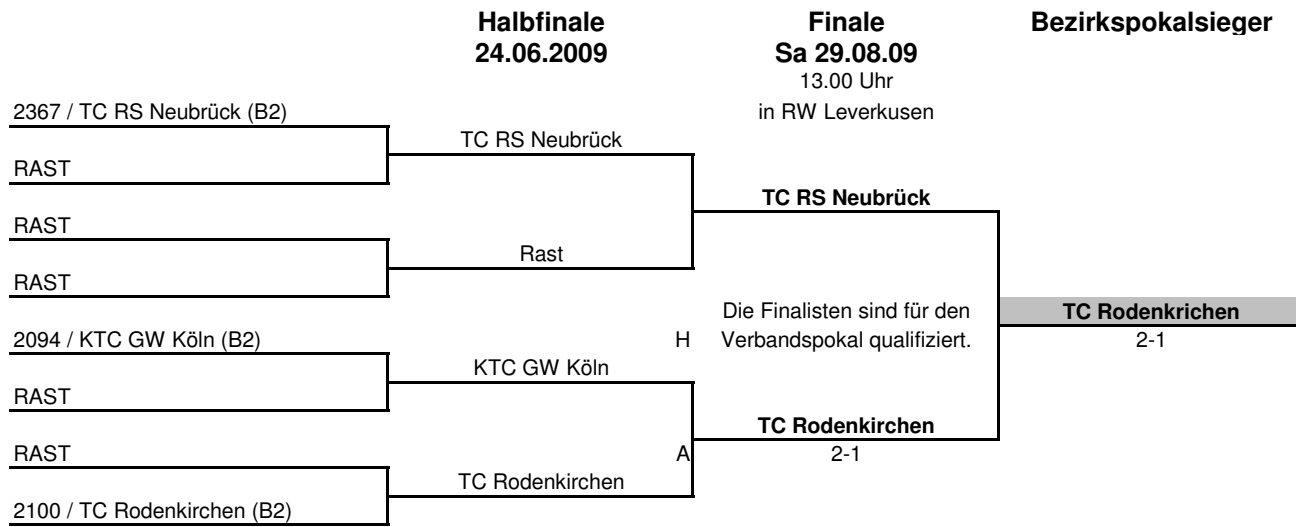 Halbfinale
24.06.2009
Finale
Sa 29.08.09
13.00 Uhr
in RW Leverkusen
Bezirkspokalsieger
2367 / TC RS Neubrück (B2)
TC RS Neubrück
RAST
TC RS Neubrück
RAST
Rast
RAST
Die Finalisten sind für den
Verbandspokal qualifiziert.
TC Rodenkrichen
2-1
2094 / KTC GW Köln (B2)
H
KTC GW Köln
RAST
TC Rodenkirchen
2-1
RAST
A
TC Rodenkirchen
2100 / TC Rodenkirchen (B2)